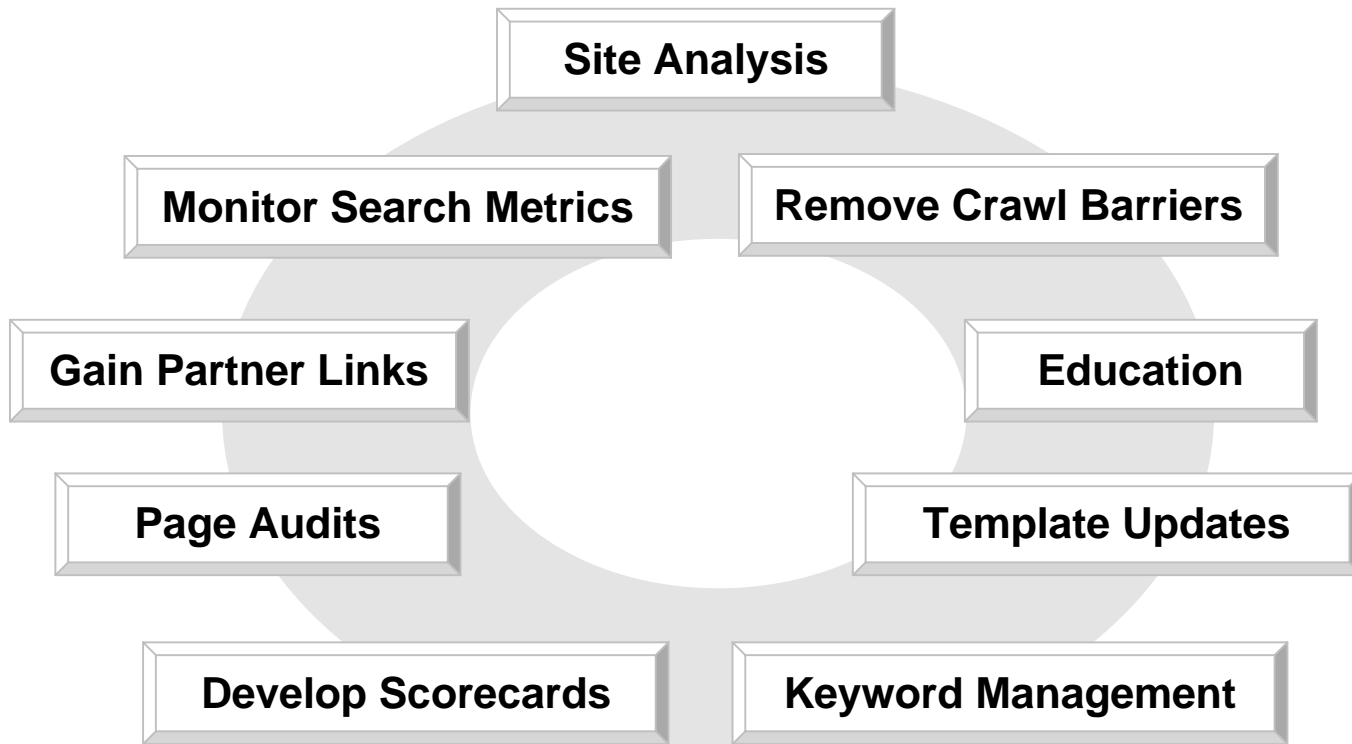 Site Analysis
Monitor Search Metrics
Remove Crawl Barriers
Gain Partner Links
Education
Page Audits
Template Updates
Develop Scorecards
Keyword Management